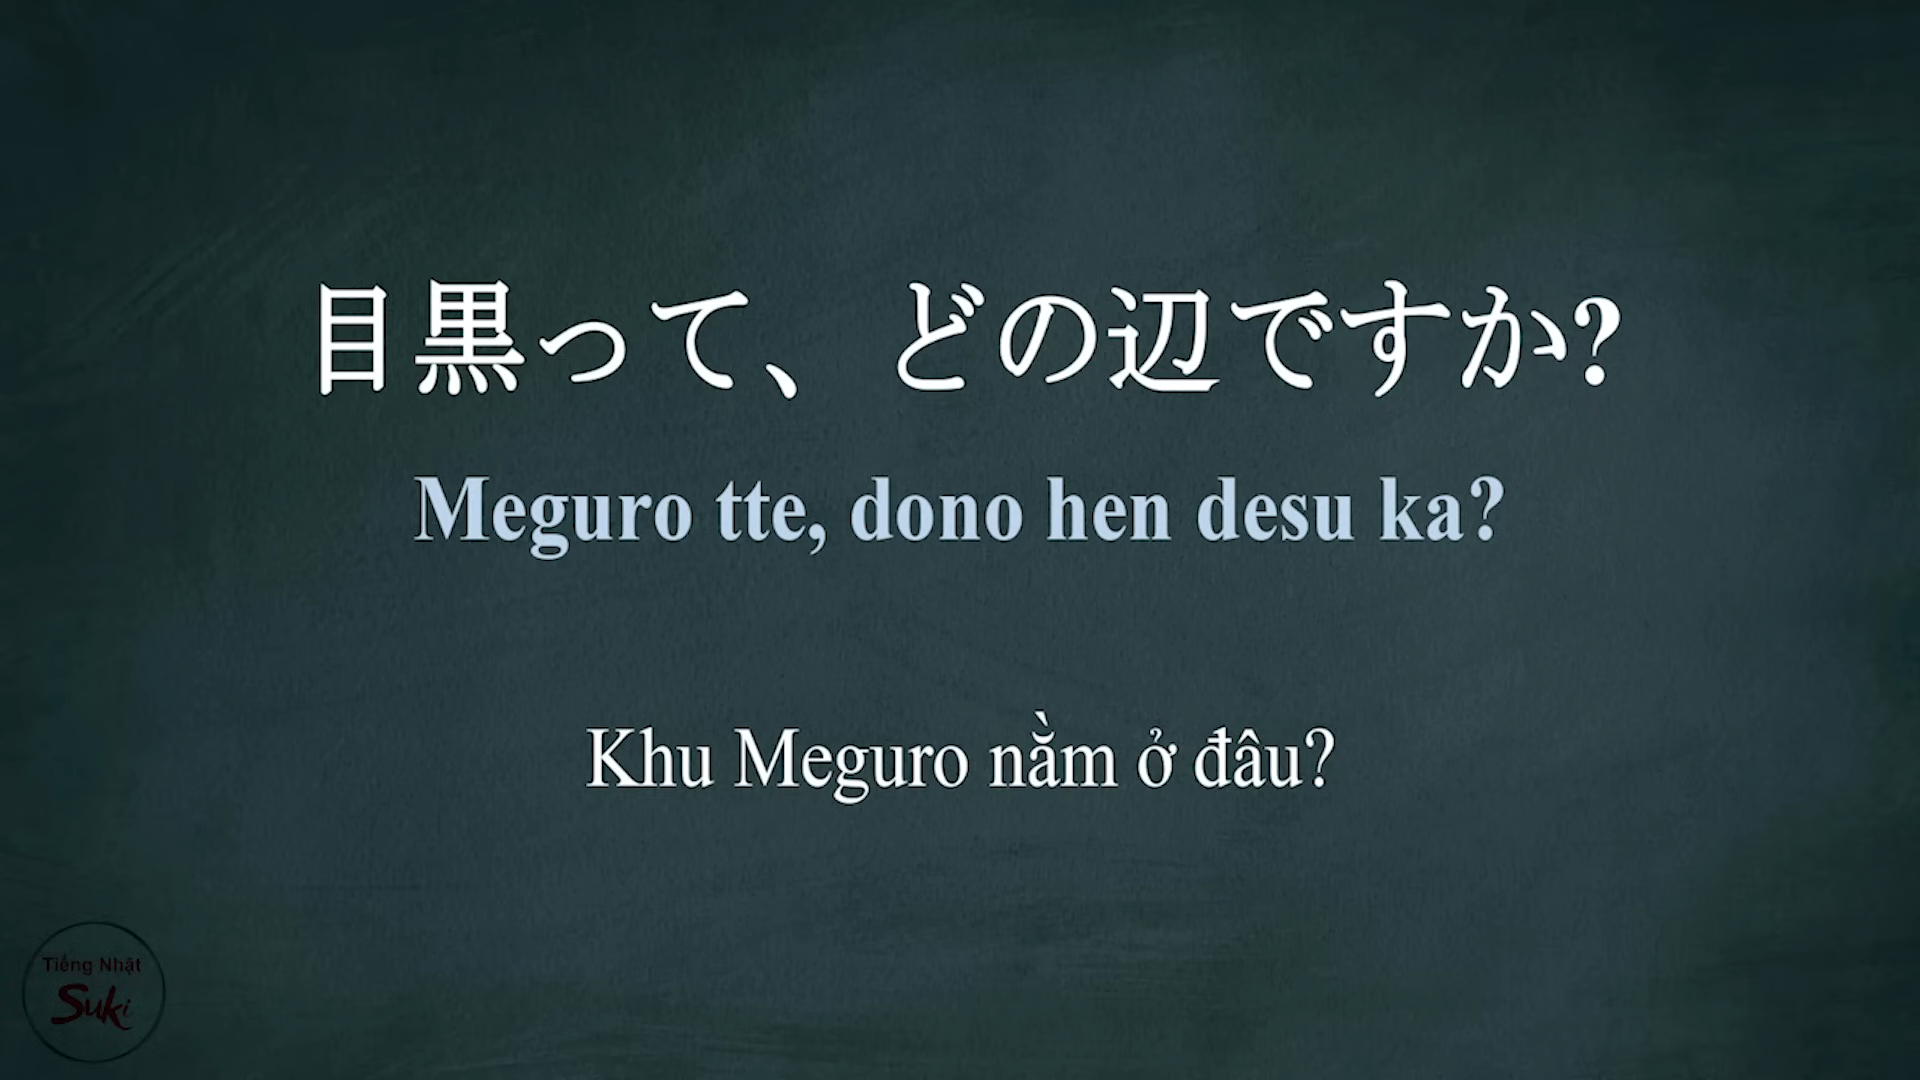 目黒って、どの辺ですか?
Meguro tte, dono hen desu ka?
Khu Meguro nằm ở đâu?
Tiếng Nhật
Suki